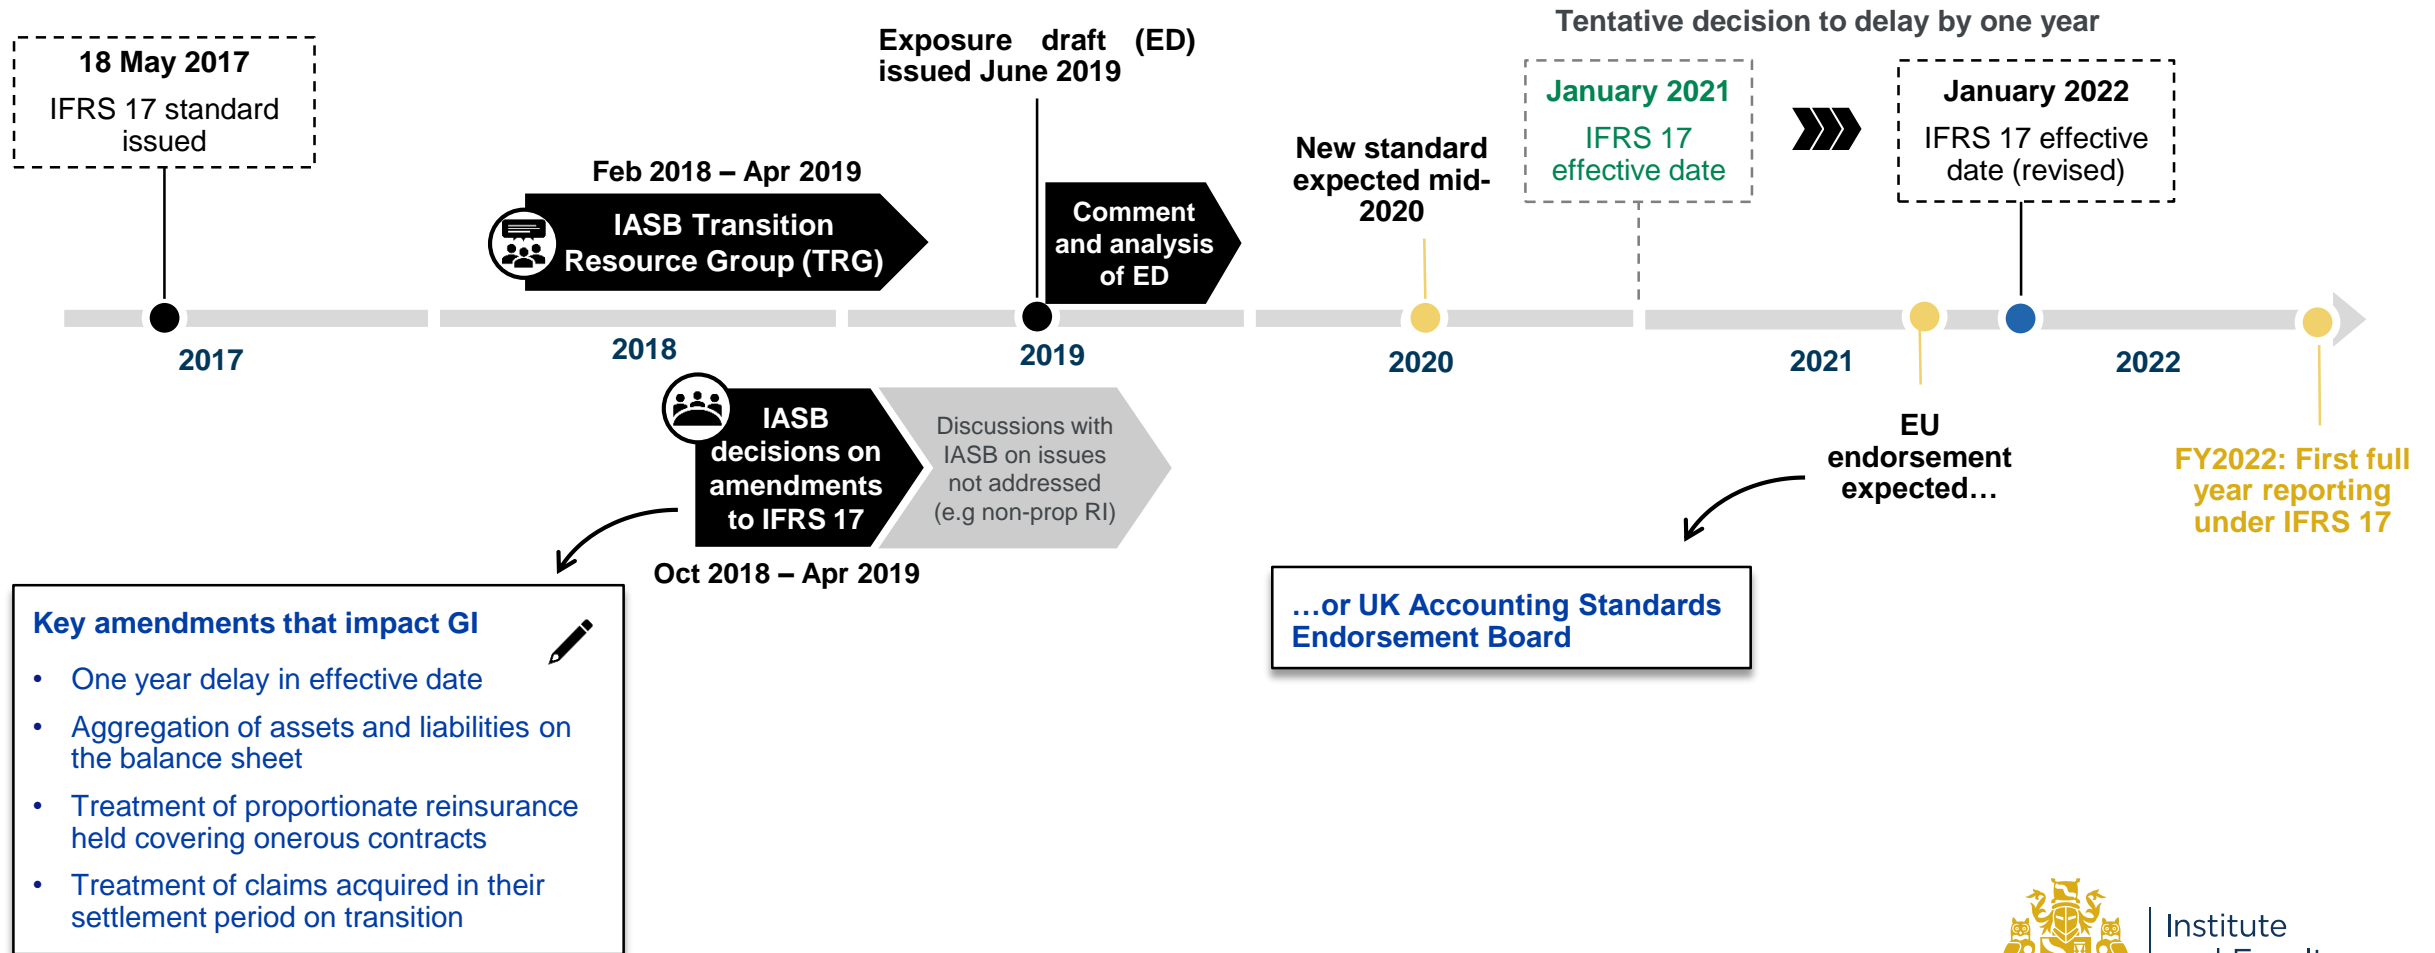 Tentative decision to delay by one year
18 May 2017
IFRS 17 standard
issued
Exposure draft (ED)
issued June 2019
January 2021
IFRS 17
effective date
January 2022
IFRS 17 effective
date (revised)
New standard
expected mid-
2020
Feb 2018 – Apr 2019
IASB Transition
Resource Group (TRG)
Comment
and analysis
of ED
2017
2018
2019
2020
2021
2022
IASB
decisions on
amendments
to IFRS 17
Discussions with
IASB on issues
not addressed
(e.g non-prop RI)
Oct 2018 – Apr 2019
EU
endorsement
expected…
FY2022: First full
year reporting
under IFRS 17
Key amendments that impact GI
• One year delay in effective date
• Aggregation of assets and liabilities on
the balance sheet
• Treatment of proportionate reinsurance
held covering onerous contracts
• Treatment of claims acquired in their
settlement period on transition
…or UK Accounting Standards
Endorsement Board
Institute